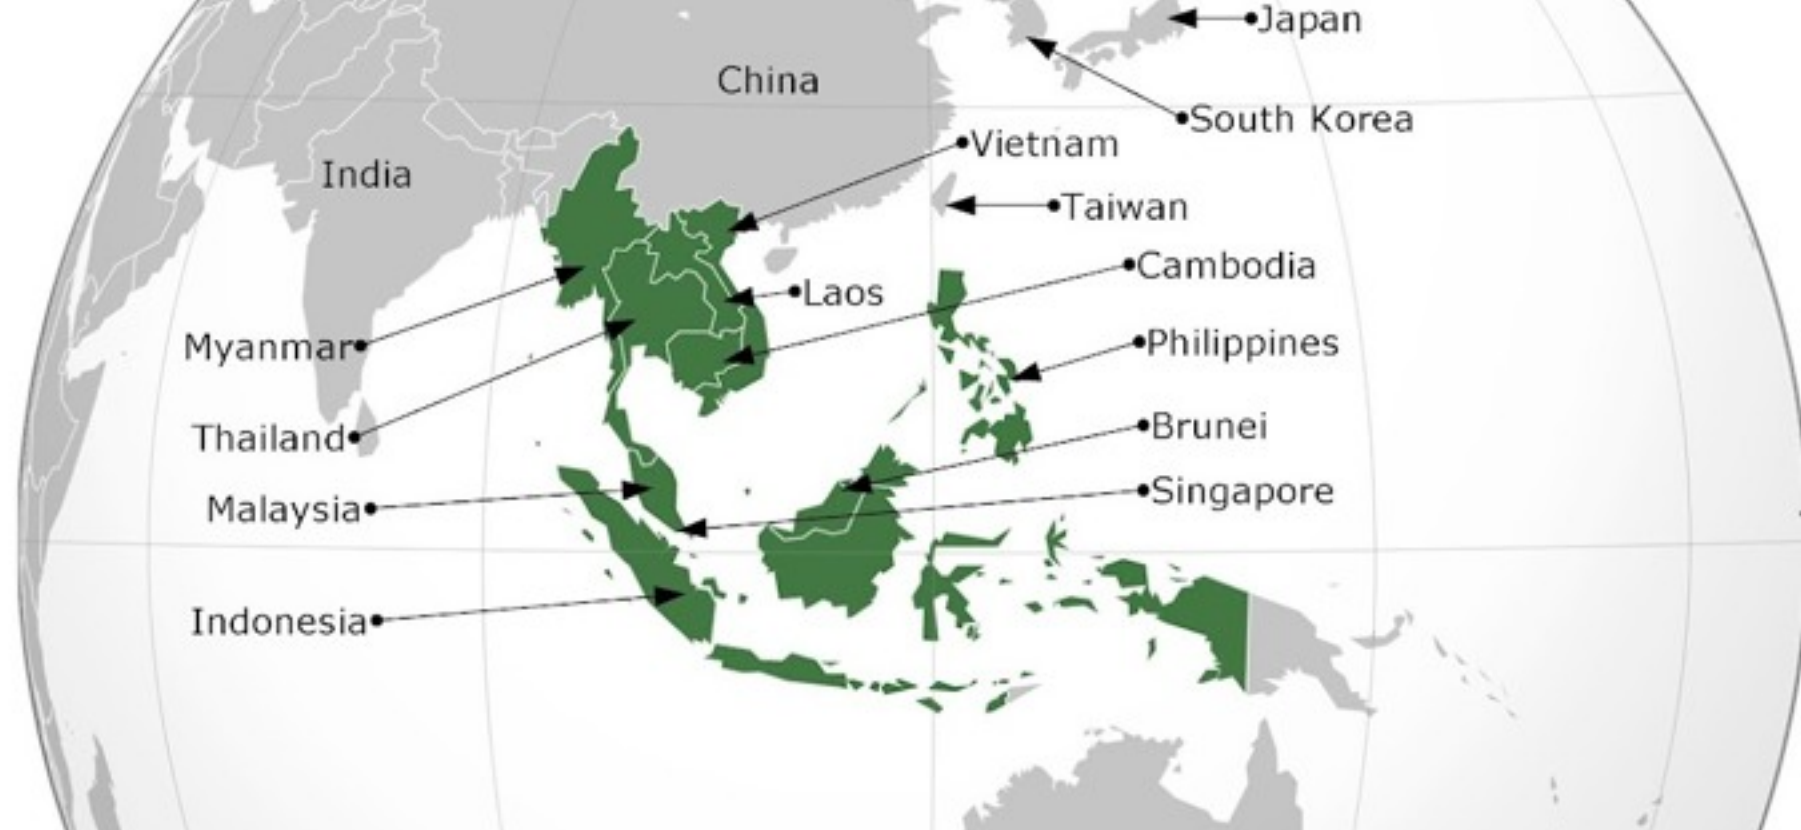 Japan
China
South Korea
Vietnam
India
Taiwan
Cambodia
Laos
Myanmar
Philippines
Thailand
Brunei
Singapore
Malaysia
Indonesia